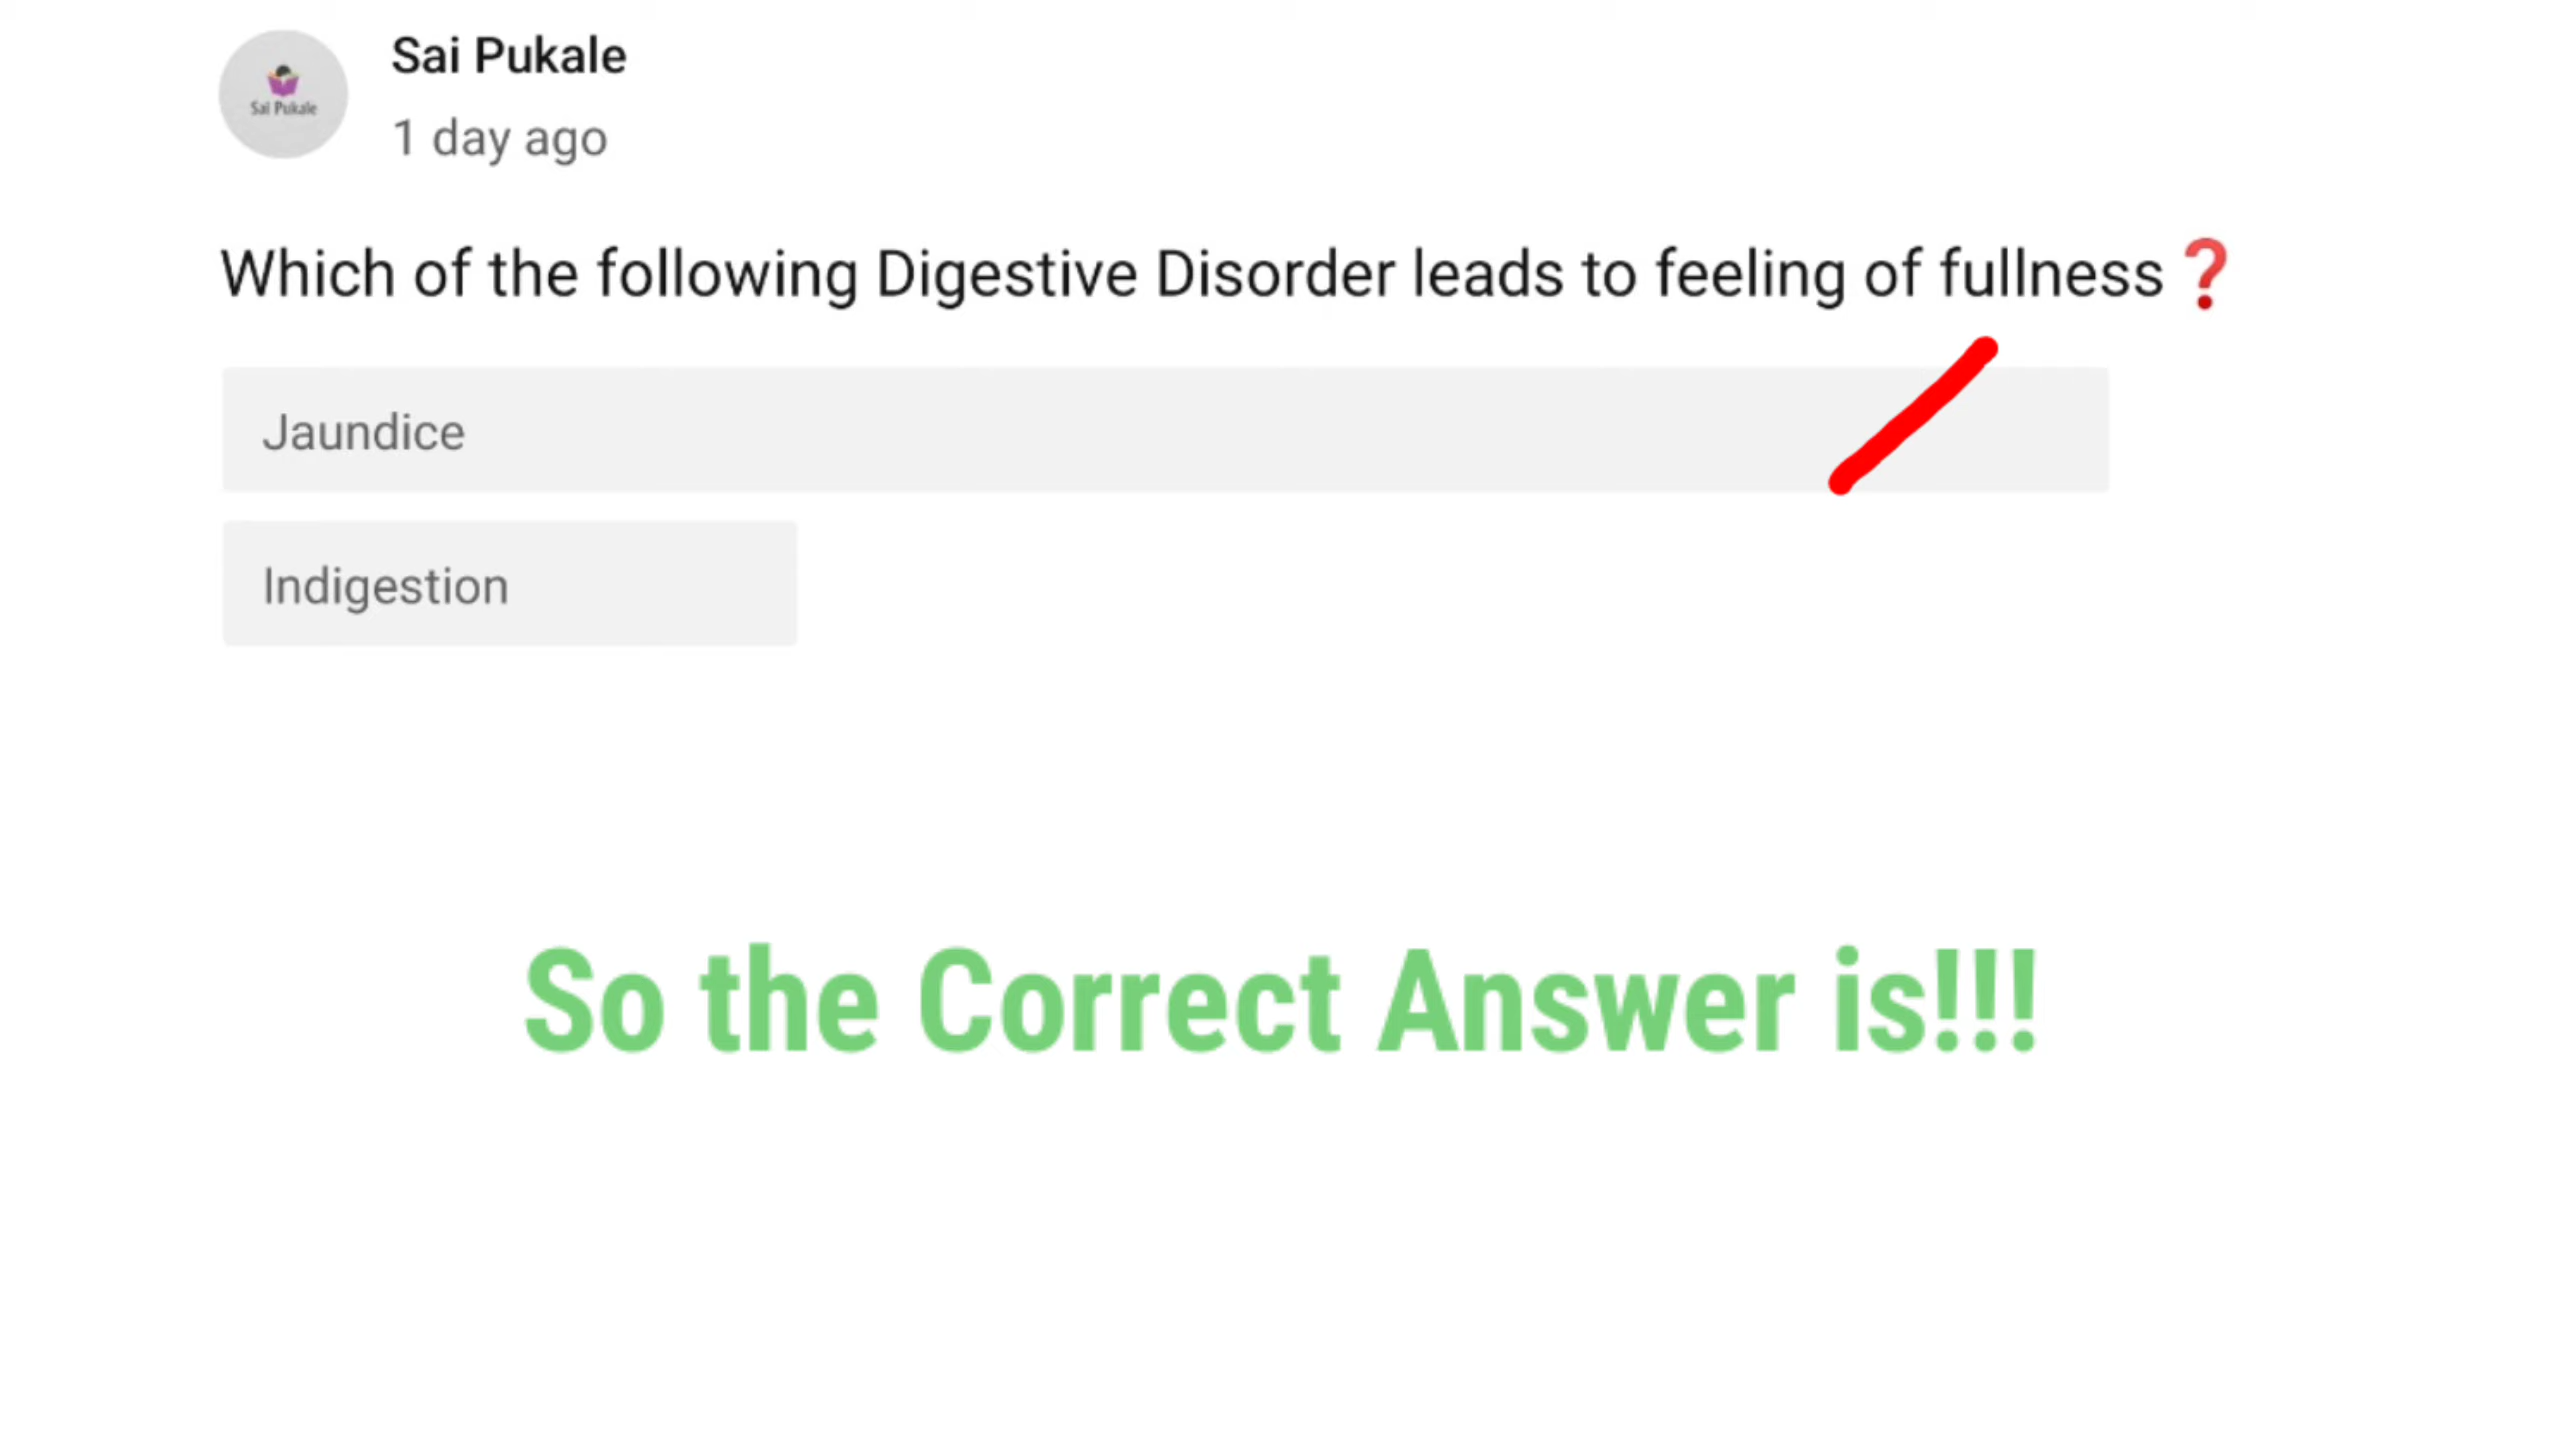 Sai Pukale
Sai Pukale
1 day ago
Which of the following Digestive Disorder leads to feeling of fullness❓
Jaundice
Indigestion
So the Correct Answer is!!!